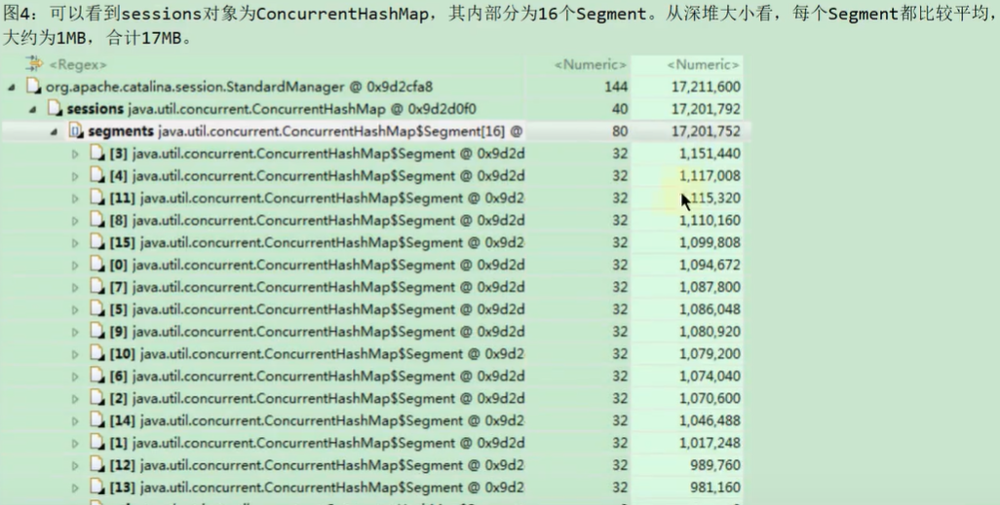 图4：可以看到sessions对象为ConcurrentHashMap，其内部分为16个Segment。从深堆大小看，每个Segment都比较平均，
大约为1MB，合计17MB。
<Regex> <Numeric> <Numeric>
org.apache.catalina.session.StandardManager @ 0x9d2cfa8 144 17,211,600
sessions java.util.concurrent.ConcurrentHashMap @ 0x9d2d0f0 40 17,201,792
segments java.util.concurrent.ConcurrentHashMap$Segment[16] @ 80 17,201,752
[3] java.util.concurrent.ConcurrentHashMap$Segment @ 0x9d2d 32 1,151,440
[4] java.util.concurrent.ConcurrentHashMap$Segment @ 0x9d2d 32 1,117,008
[11] java.util.concurrent.ConcurrentHashMap$Segment @ 0x9d2 32 115,320
[8] java.util.concurrent.ConcurrentHashMap$Segment @ 0x9d2d 32 1,110,160
[15] java.util.concurrent.ConcurrentHashMap$Segment @ 0x9d2 32 1,099,808
[0] java.util.concurrent.ConcurrentHashMap$Segment @ 0x9d2d 32 1,094,672
[7] java.util.concurrent.ConcurrentHashMap$Segment @ 0x9d2d 32 1,087,800
[5] java.util.concurrent.ConcurrentHashMap$Segment @ 0x9d2d 32 1,086,048
[9] java.util.concurrent.ConcurrentHashMap$Segment @ 0x9d2d 32 1,080,920
[10] java.util.concurrent.ConcurrentHashMap$Segment @ 0x9d2 32 1,079,200
[6] java.util.concurrent.ConcurrentHashMap$Segment @ 0x9d2d 32 1,074,040
[2] java.util.concurrent.ConcurrentHashMap$Segment @ 0x9d2d 32 1,070,600
[14] java.util.concurrent.ConcurrentHashMap$Segment @ 0x9d2 32 1,046,488
[1] java.util.concurrent.ConcurrentHashMap$Segment @ 0x9d2d 32 1,017,248
[12] java.util.concurrent.ConcurrentHashMap$Segment @ 0x9d2 32 989,760
[13] java.util.concurrent.ConcurrentHashMap$Segment @ 0x9d2 32 981,160